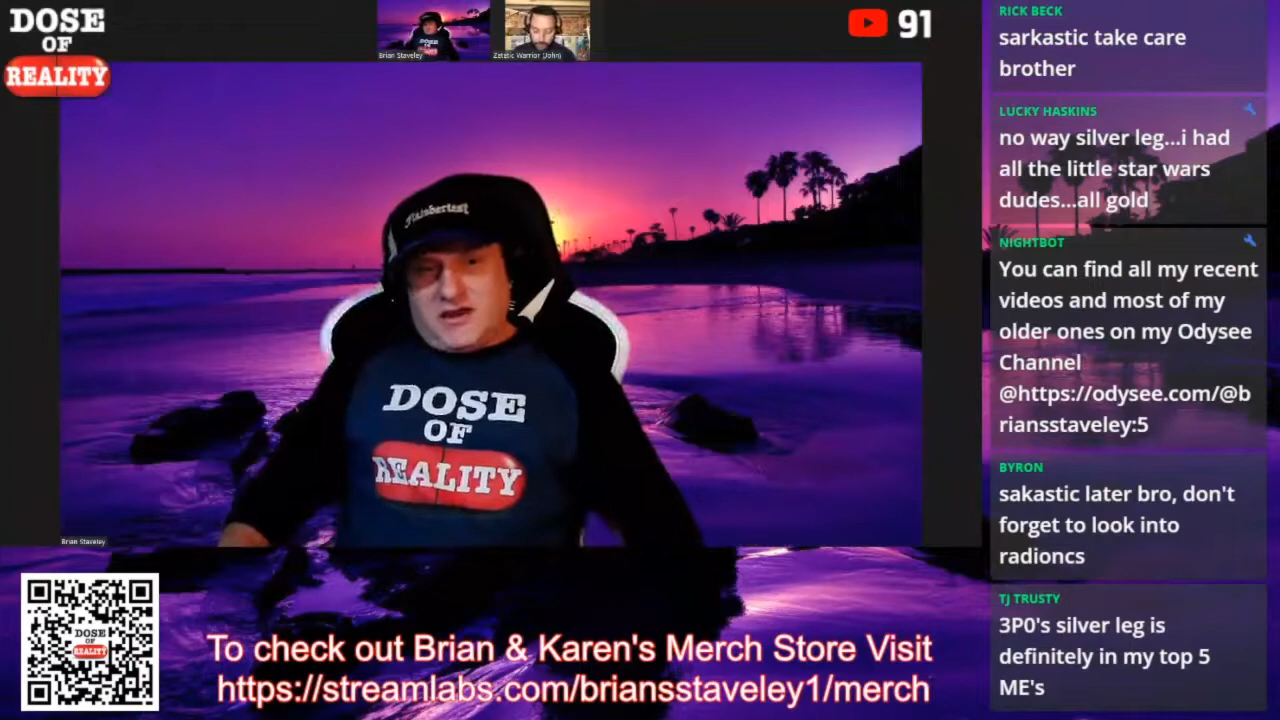 DOSE
OF
REALITY
Brian Staveley
Zetetic Warrior (John)
91
DOSE
OF
REALITY
Brian Staveley
DOSE
OF
REALITY
To check out Brian & Karen's Merch Store Visit
https://streamlabs.com/briansstaveley1/merch
RICK BECK
sarkastic take care
brother
LUCKY HASKINS
no way silver leg...i had
all the little star wars
dudes...all gold
NIGHTBOT
You can find all my recent
videos and most of my
older ones on my Odysee
Channel
@https://odysee.com/@b
riansstaveley:5
BYRON
sakastic later bro, don't
forget to look into
radioncs
TJ TRUSTY
3P0's silver leg is
definitely in my top 5
ME's